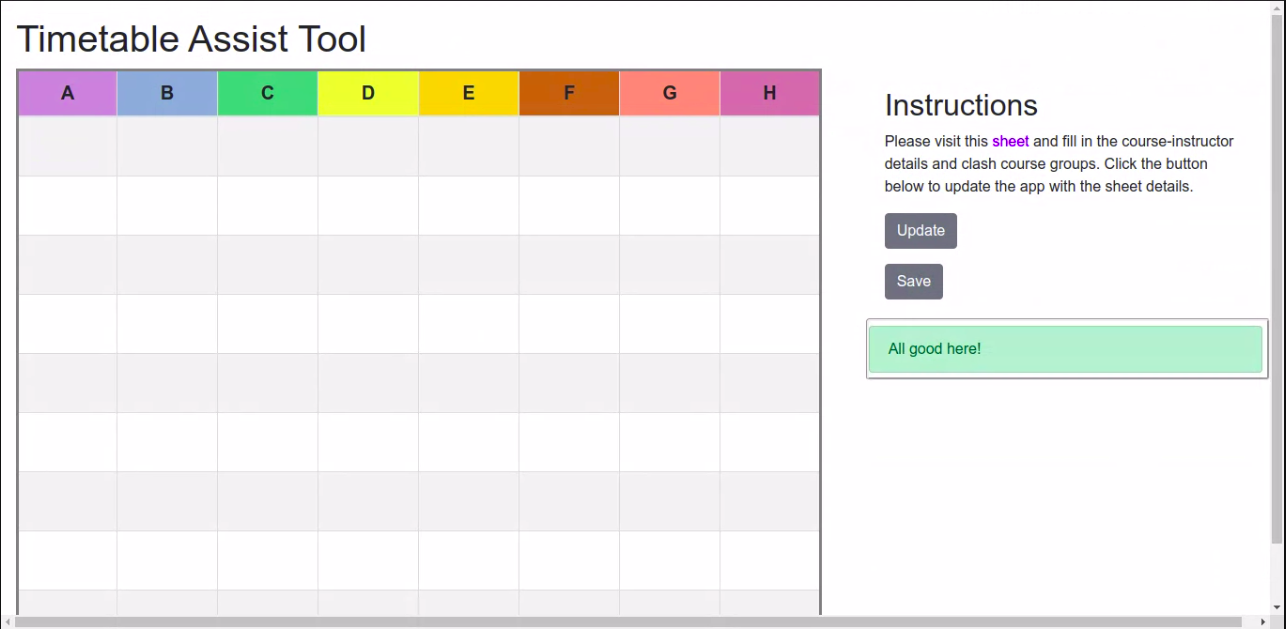 Timetable Assist Tool
A B C D E F G H
Instructions
Please visit this sheet and fill in the course-instructor
details and clash course groups. Click the button
below to update the app with the sheet details.
Update
Save
All good here!